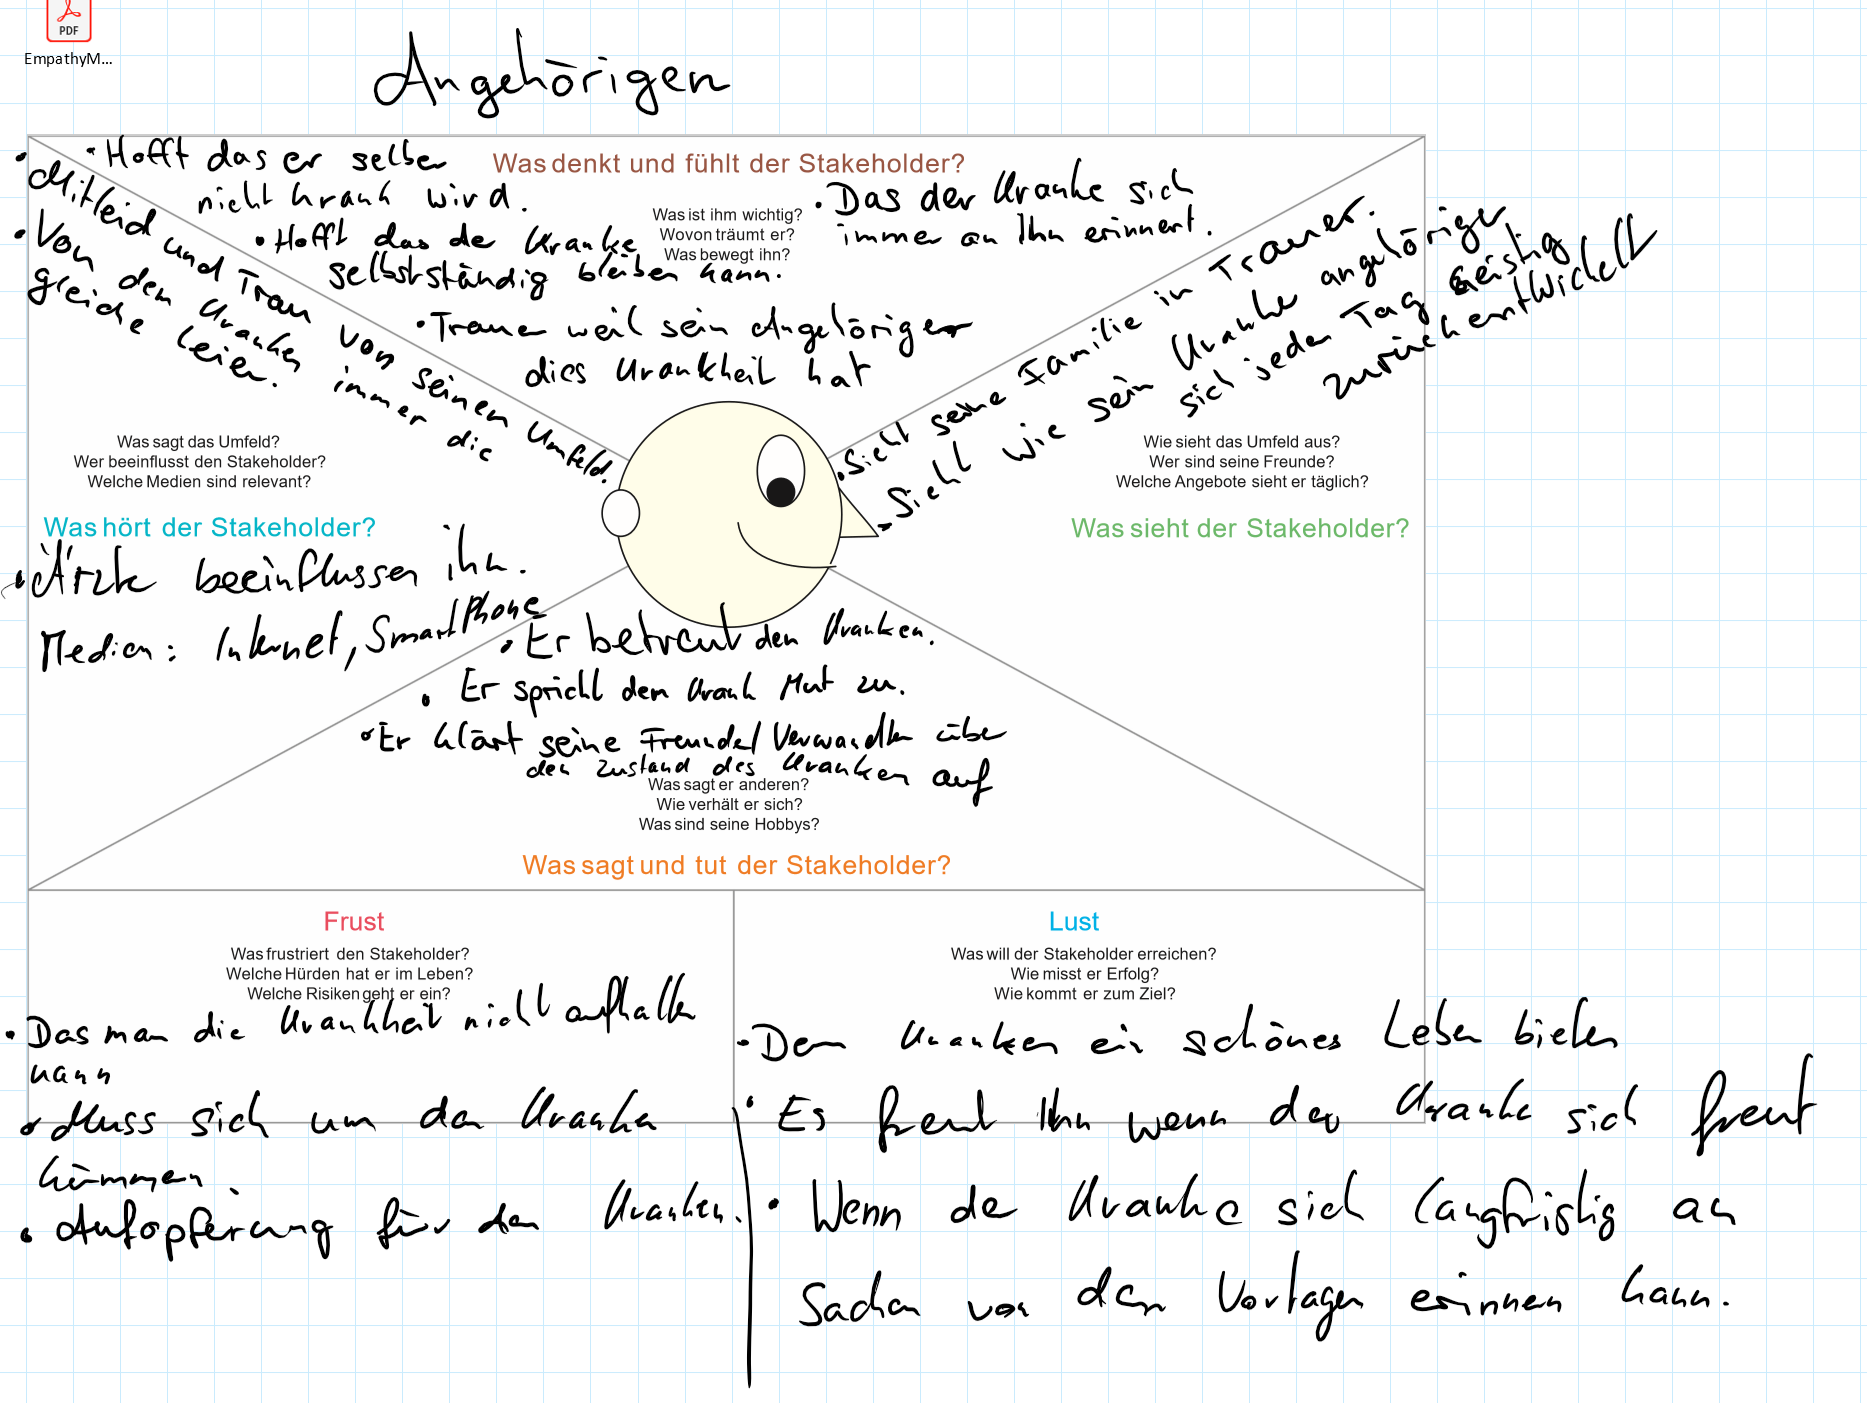 PDF
EmpathyM...
Angehörigen
Was denkt und fühlt der Stakeholder?
Was ist ihm wichtig?
Wovon träumt er?
Was bewegt ihn?
• Hofft das er selber
nicht krank wird.
• Hofft das der Kranke
selbstständig bleiben kann.
• Das der Kranke sich
immer an Ihn erinnert.
• Trauer weil sein Angehöriger
dies Krankheit hat
• Mitleid und Trauer von seinen Umfeld.
• Von den Kranken immer die
gleiche Leier.
Was sagt das Umfeld?
Wer beeinflusst den Stakeholder?
Welche Medien sind relevant?
Was hört der Stakeholder?
• Ärzte beeinflussen ihn.
Medien: Internet, SmartPhone
• Sieht seine Familie in Trauer.
• Sieht wie sein Kranke angehöriger
sich jeden Tag geistig
zurückentwickelt
Wie sieht das Umfeld aus?
Wer sind seine Freunde?
Welche Angebote sieht er täglich?
Was sieht der Stakeholder?
• Er betreut den Kranken.
• Er spricht dem Krank Mut zu.
• Er klärt seine Freunde/Verwandten über
den Zustand des Kranken auf
Was sagt er anderen?
Wie verhält er sich?
Was sind seine Hobbys?
Was sagt und tut der Stakeholder?
Frust
Was frustriert den Stakeholder?
Welche Hürden hat er im Leben?
Welche Risiken geht er ein?
• Das man die Krankheit nicht aufhalten
kann
• Muss sich um den Kranken
kümmern.
• Aufopferung für den Kranken.
Lust
Was will der Stakeholder erreichen?
Wie misst er Erfolg?
Wie kommt er zum Ziel?
• Dem Kranken ein schönes Leben bieten
• Es freut Ihn wenn der Kranke sich freut
• Wenn der Kranke sich langfristig an
Sachen von den Vortagen erinnern kann.